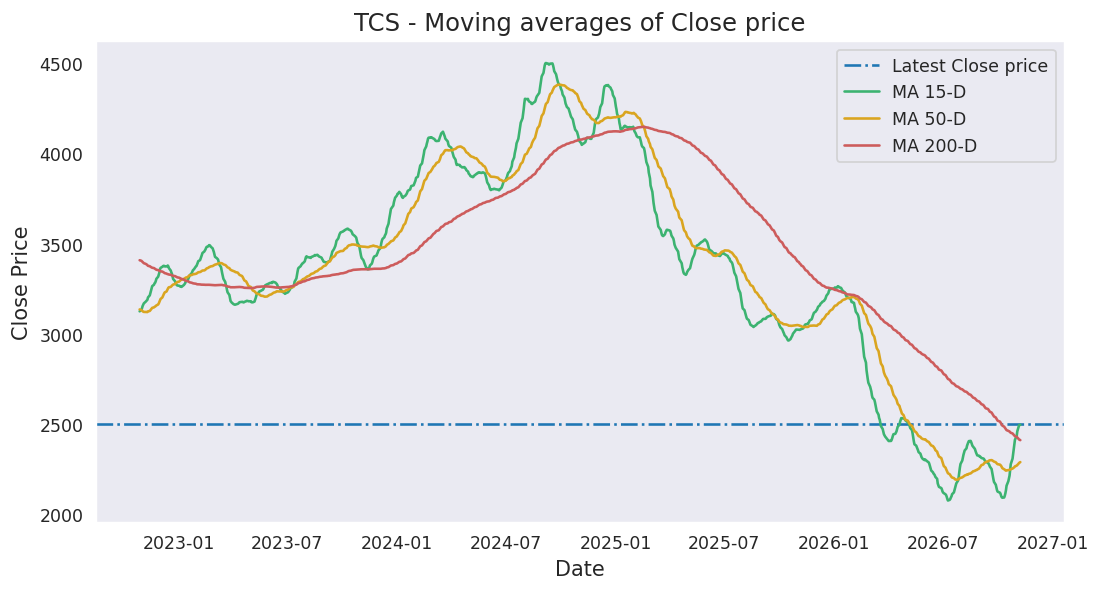 TCS - Moving averages of Close price
Latest Close price
MA 15-D
MA 50-D
MA 200-D
Close Price
4500
4000
3500
3000
2500
2000
2023-01 2023-07 2024-01 2024-07 2025-01 2025-07 2026-01 2026-07 2027-01
Date